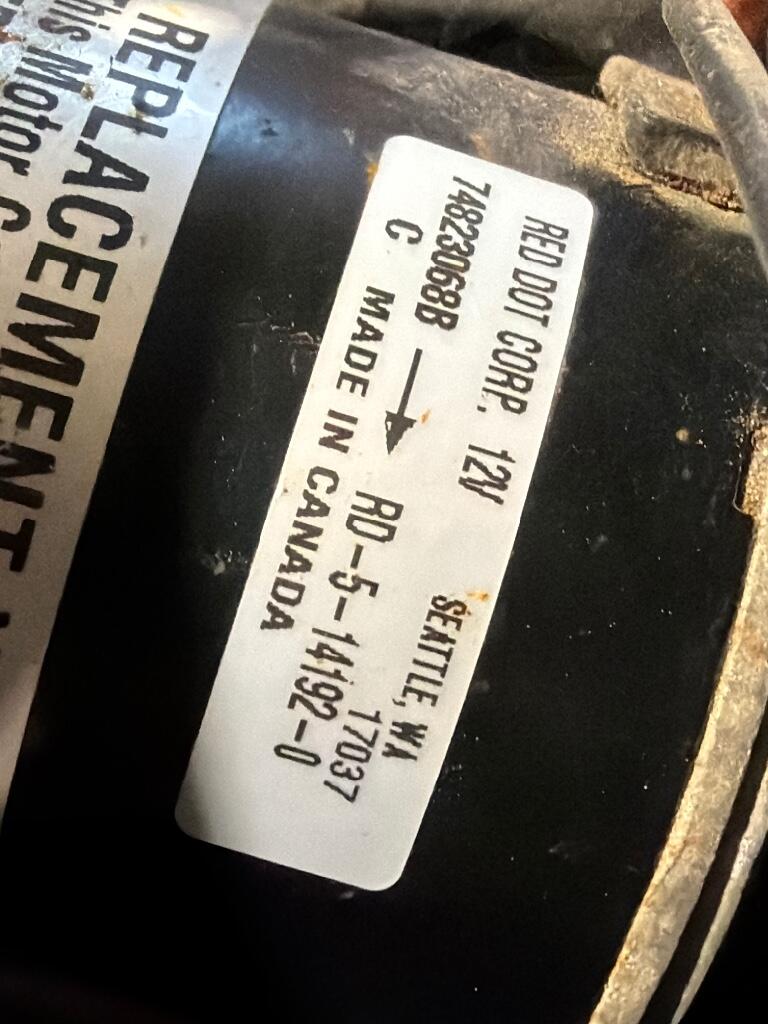 RED DOT CORP. 12V SEATTLE, WA
74823068B → RD-5-14192-0 17037
C MADE IN CANADA
REPLACEMENT
This Motor